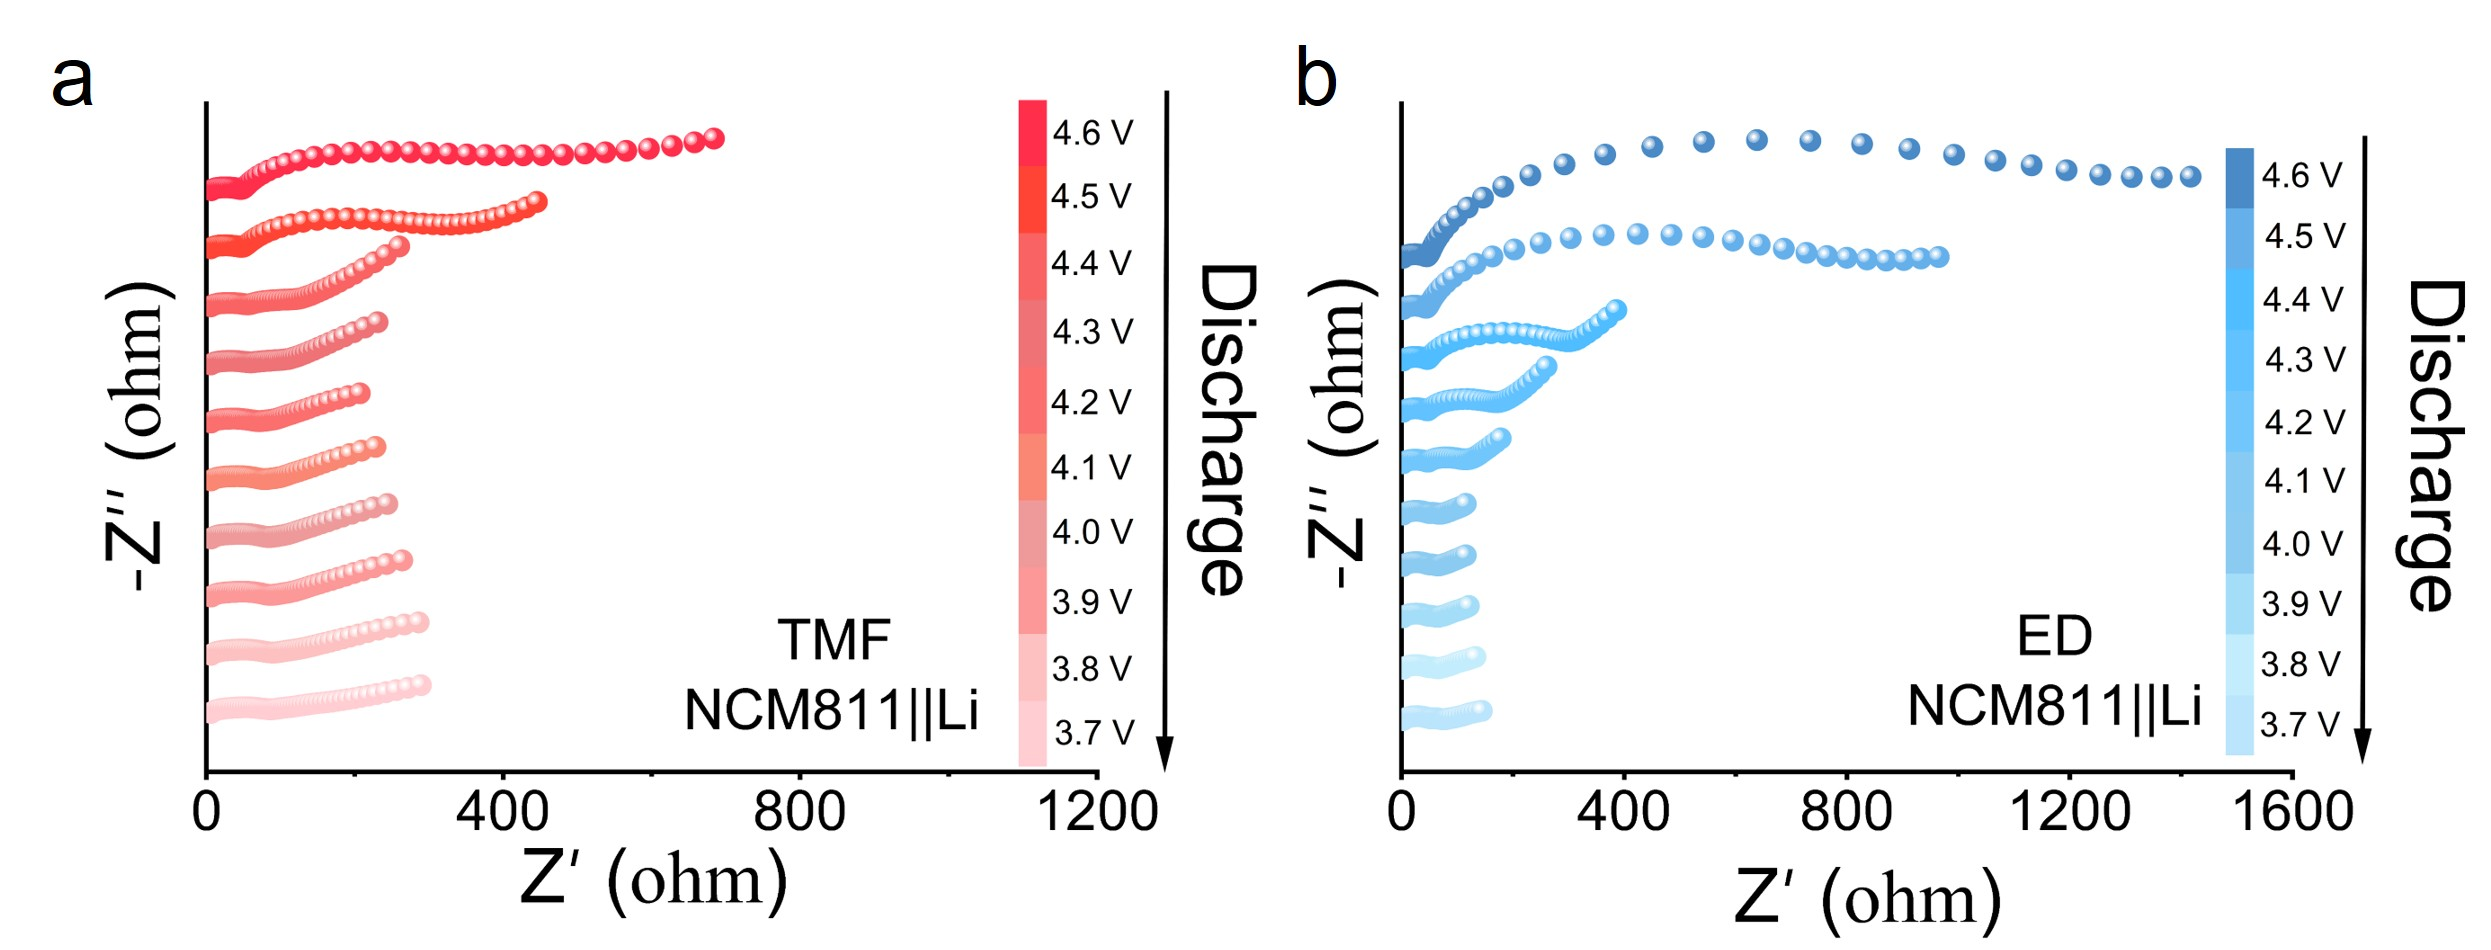 a
-Z″ (ohm)
4.6 V
4.5 V
4.4 V
4.3 V
4.2 V
4.1 V
4.0 V
3.9 V
3.8 V
3.7 V
Discharge
TMF
NCM811||Li
0 400 800 1200
Z′ (ohm)
b
-Z″ (ohm)
4.6 V
4.5 V
4.4 V
4.3 V
4.2 V
4.1 V
4.0 V
3.9 V
3.8 V
3.7 V
Discharge
ED
NCM811||Li
0 400 800 1200 1600
Z′ (ohm)